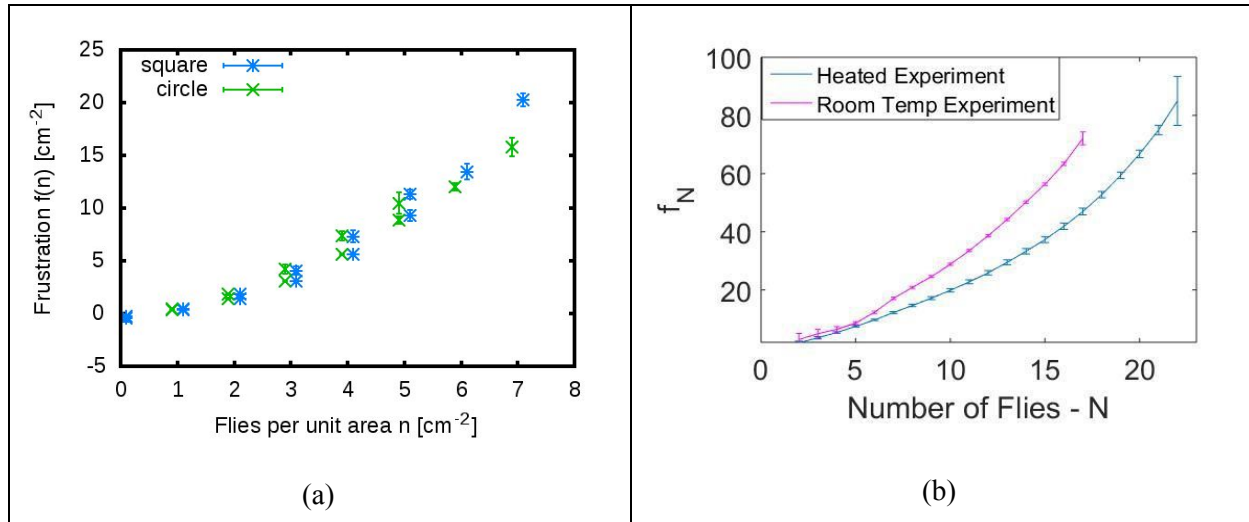 25
20
15
10
5
0
-5
Frustration f(n) [cm-2]
square
circle
0 1 2 3 4 5 6 7 8
Flies per unit area n [cm-2]
(a)
100
80
60
40
20
fN
Heated Experiment
Room Temp Experiment
0 5 10 15 20
Number of Flies - N
(b)